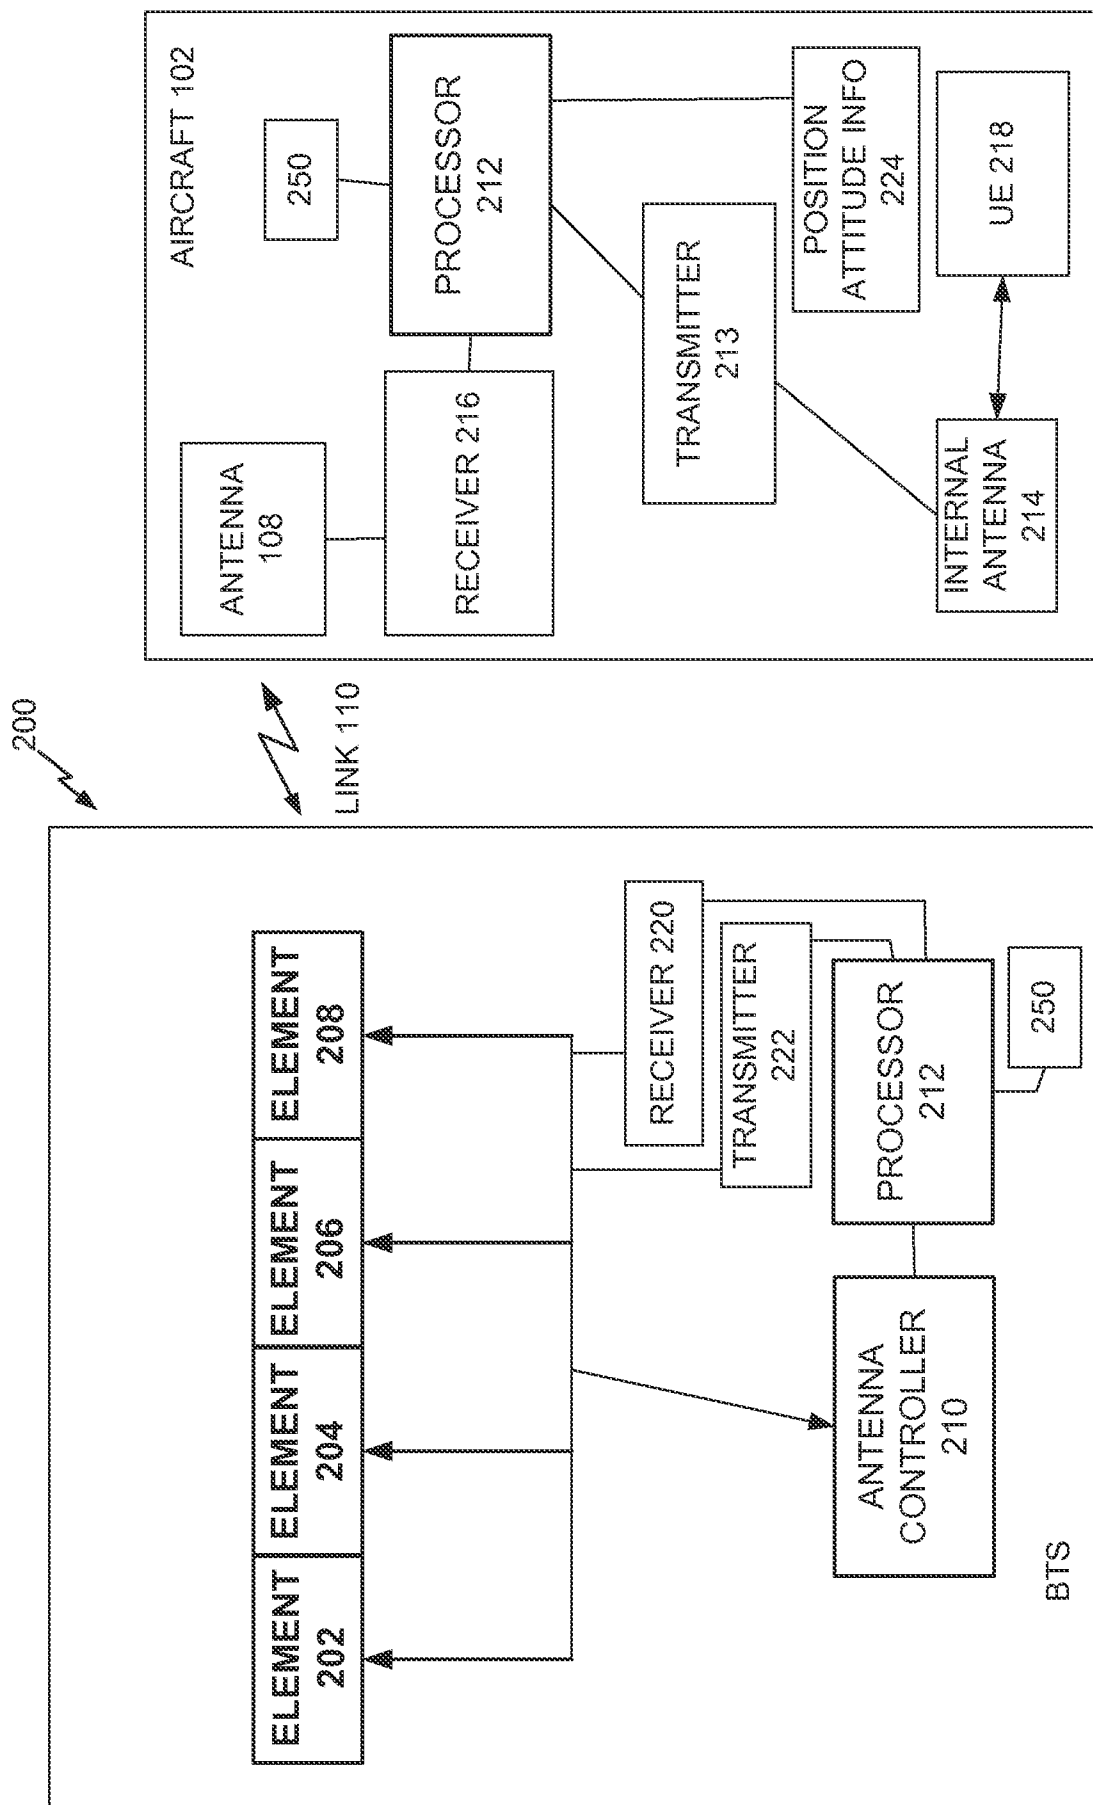 200
ELEMENT
202
ELEMENT
204
ELEMENT
206
ELEMENT
208
RECEIVER 220
TRANSMITTER
222
ANTENNA
CONTROLLER
210
PROCESSOR
212
250
BTS
LINK 110
AIRCRAFT 102
ANTENNA
108
250
RECEIVER 216
PROCESSOR
212
TRANSMITTER
213
POSITION
ATTITUDE INFO
224
INTERNAL
ANTENNA
214
UE 218